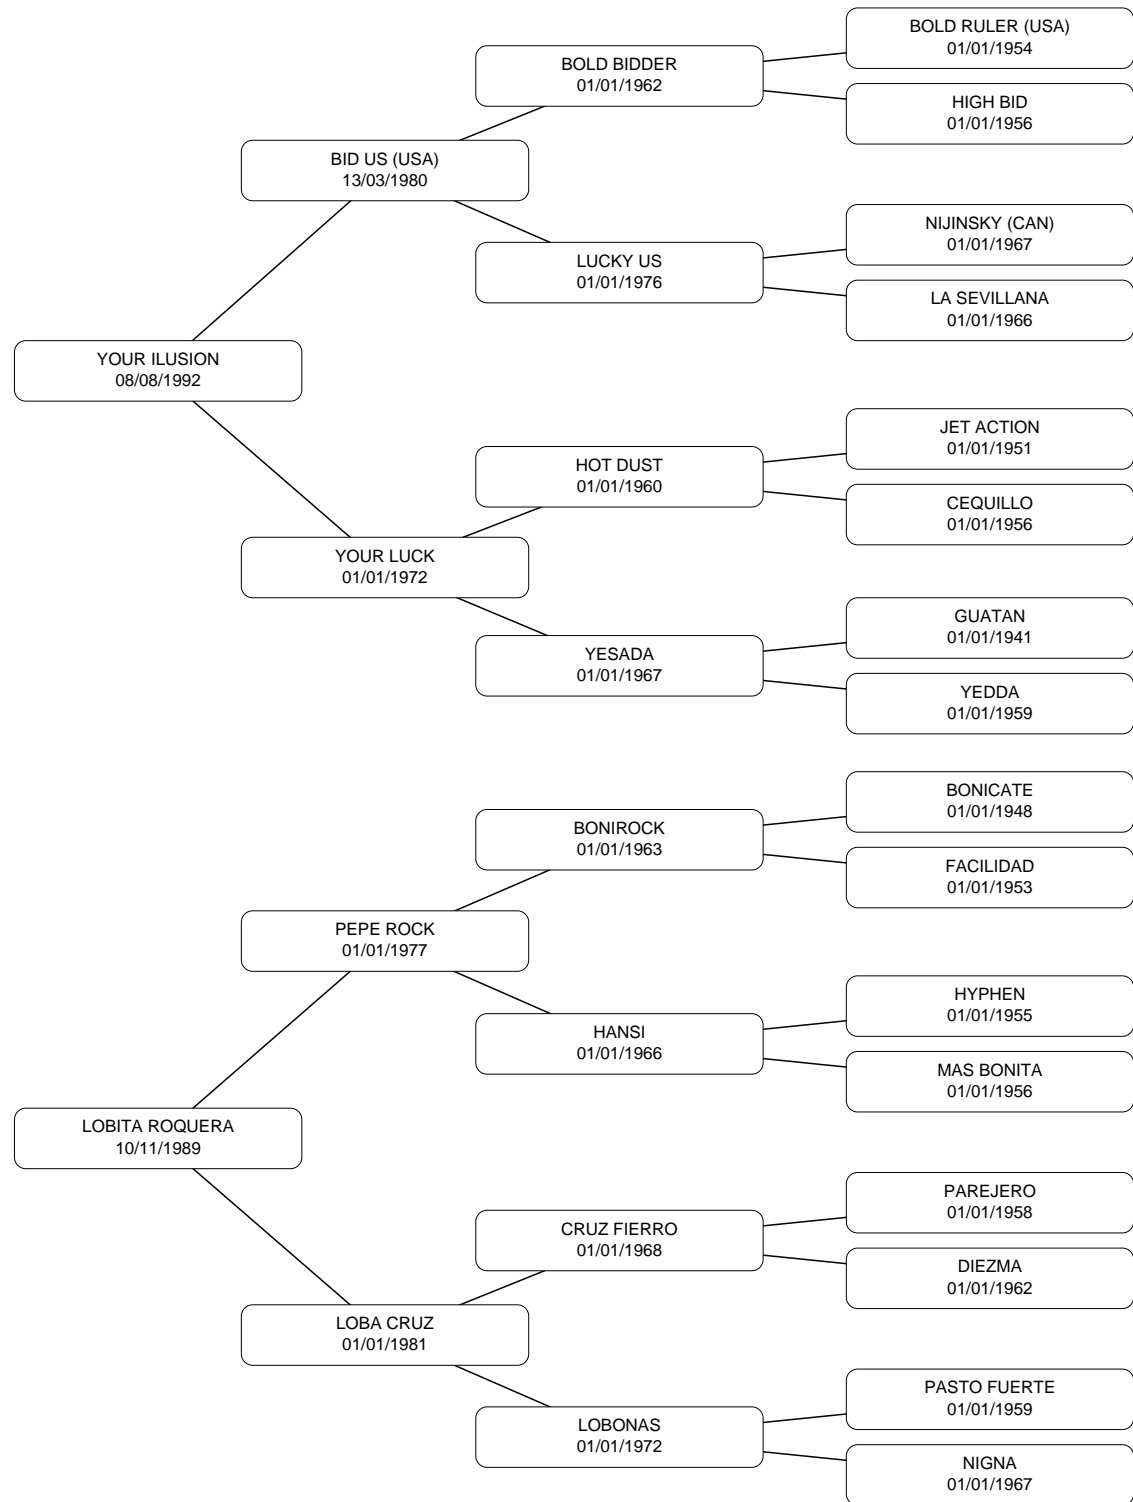 BOLD RULER (USA)
01/01/1954
BOLD BIDDER
01/01/1962
HIGH BID
01/01/1956
BID US (USA)
13/03/1980
NIJINSKY (CAN)
01/01/1967
LUCKY US
01/01/1976
LA SEVILLANA
01/01/1966
YOUR ILUSION
08/08/1992
JET ACTION
01/01/1951
HOT DUST
01/01/1960
CEQUILLO
01/01/1956
YOUR LUCK
01/01/1972
GUATAN
01/01/1941
YESADA
01/01/1967
YEDDA
01/01/1959
BONICATE
01/01/1948
BONIROCK
01/01/1963
FACILIDAD
01/01/1953
PEPE ROCK
01/01/1977
HYPHEN
01/01/1955
HANSI
01/01/1966
MAS BONITA
01/01/1956
LOBITA ROQUERA
10/11/1989
PAREJERO
01/01/1958
CRUZ FIERRO
01/01/1968
DIEZMA
01/01/1962
LOBA CRUZ
01/01/1981
PASTO FUERTE
01/01/1959
LOBONAS
01/01/1972
NIGNA
01/01/1967